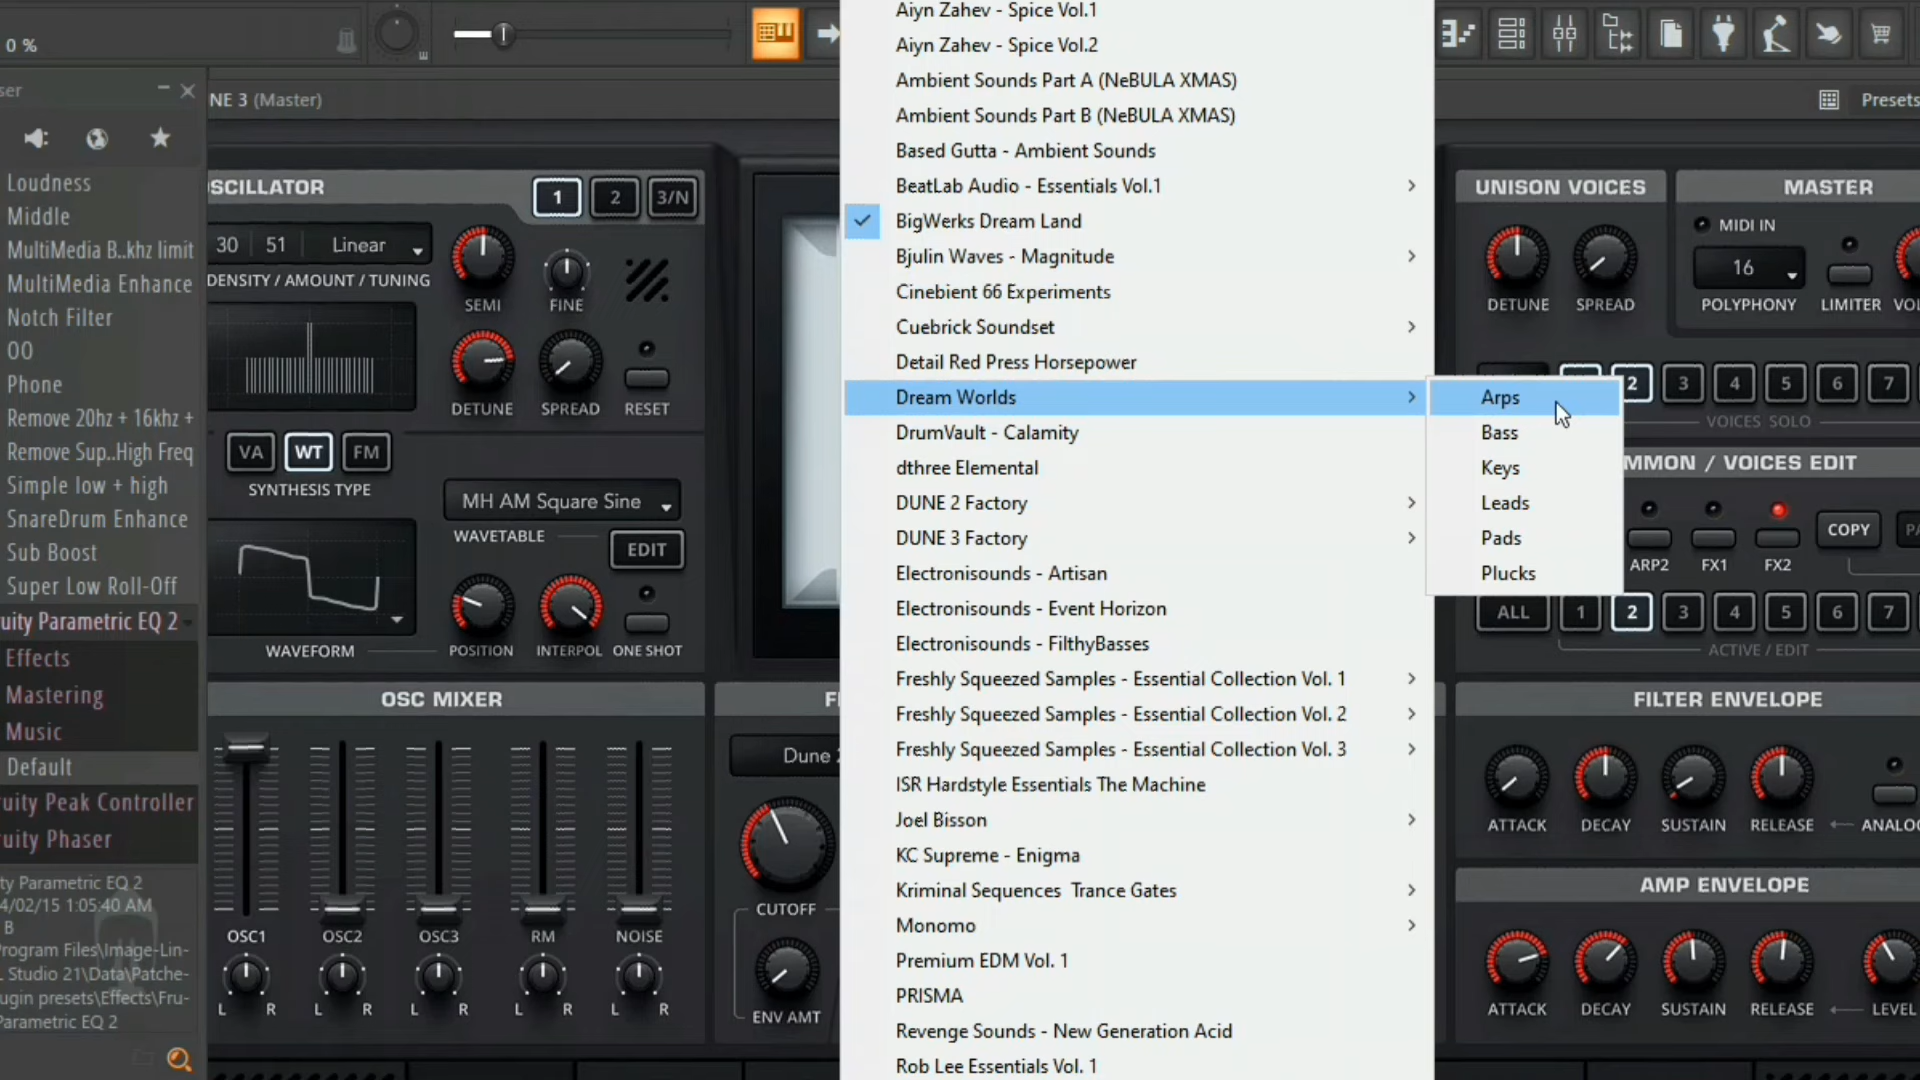 0 %
NE 3 (Master)
Presets
Loudness
Middle
MultiMedia B..khz limit
MultiMedia Enhance
Notch Filter
OO
Phone
Remove 20hz + 16khz +
Remove Sup..High Freq
Simple low + high
SnareDrum Enhance
Sub Boost
Super Low Roll-Off
uity Parametric EQ 2
Effects
Mastering
Music
Default
uity Peak Controller
uity Phaser
ty Parametric EQ 2
4/02/15 1:05:40 AM
B
rogram Files\Image-Lin-
L Studio 21\Data\Patche-
ugin presets\Effects\Fru-
Parametric EQ 2
SCILLATOR
1
2
3/N
30
51
Linear
DENSITY / AMOUNT / TUNING
SEMI
FINE
DETUNE
SPREAD
RESET
VA
WT
FM
SYNTHESIS TYPE
MH AM Square Sine
WAVETABLE
EDIT
WAVEFORM
POSITION
INTERPOL
ONE SHOT
OSC MIXER
OSC1
OSC2
OSC3
RM
NOISE
L R
L R
L R
L R
L R
Dune 2
CUTOFF
ENV AMT
Aiyn Zahev - Spice Vol.1
Aiyn Zahev - Spice Vol.2
Ambient Sounds Part A (NeBULA XMAS)
Ambient Sounds Part B (NeBULA XMAS)
Based Gutta - Ambient Sounds
BeatLab Audio - Essentials Vol.1
BigWerks Dream Land
Bjulin Waves - Magnitude
Cinebient 66 Experiments
Cuebrick Soundset
Detail Red Press Horsepower
Dream Worlds
DrumVault - Calamity
dthree Elemental
DUNE 2 Factory
DUNE 3 Factory
Electronisounds - Artisan
Electronisounds - Event Horizon
Electronisounds - FilthyBasses
Freshly Squeezed Samples - Essential Collection Vol. 1
Freshly Squeezed Samples - Essential Collection Vol. 2
Freshly Squeezed Samples - Essential Collection Vol. 3
ISR Hardstyle Essentials The Machine
Joel Bisson
KC Supreme - Enigma
Kriminal Sequences  Trance Gates
Monomo
Premium EDM Vol. 1
PRISMA
Revenge Sounds - New Generation Acid
Rob Lee Essentials Vol. 1
Arps
Bass
Keys
Leads
Pads
Plucks
UNISON VOICES
DETUNE
SPREAD
MASTER
MIDI IN
16
POLYPHONY
LIMITER
2
3
4
5
6
7
VOICES SOLO
MMON / VOICES EDIT
ARP2
FX1
FX2
COPY
ALL
1
2
3
4
5
6
7
ACTIVE / EDIT
FILTER ENVELOPE
ATTACK
DECAY
SUSTAIN
RELEASE
AMP ENVELOPE
ATTACK
DECAY
SUSTAIN
RELEASE
LEVEL